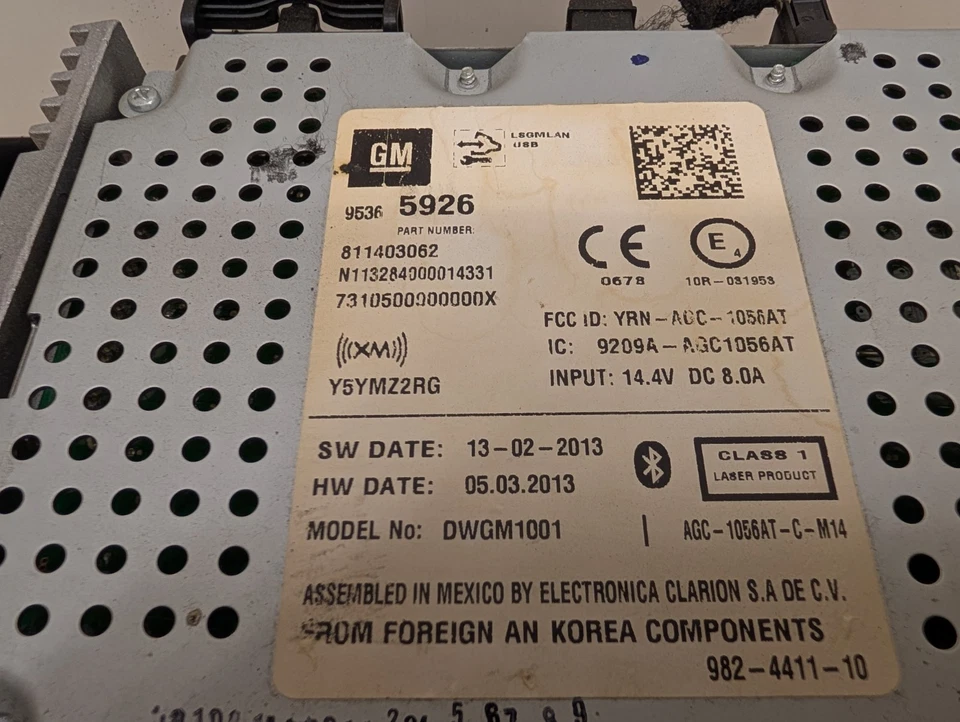 GM
LSGMLAN
USB
9536 5926
PART NUMBER:
811403062
N113284000014331
7310500000000X
CE
E4
0678
10R-031953
FCC ID: YRN-AGC-1056AT
IC: 9209A-AGC1056AT
INPUT: 14.4V DC 8.0A
((XM))
Y5YMZ2RG
SW DATE: 13-02-2013
HW DATE: 05.03.2013
CLASS 1
LASER PRODUCT
MODEL No: DWGM1001 | AGC-1056AT-C-M14
ASSEMBLED IN MEXICO BY ELECTRONICA CLARION S.A DE C.V.
FROM FOREIGN AN KOREA COMPONENTS
982-4411-10